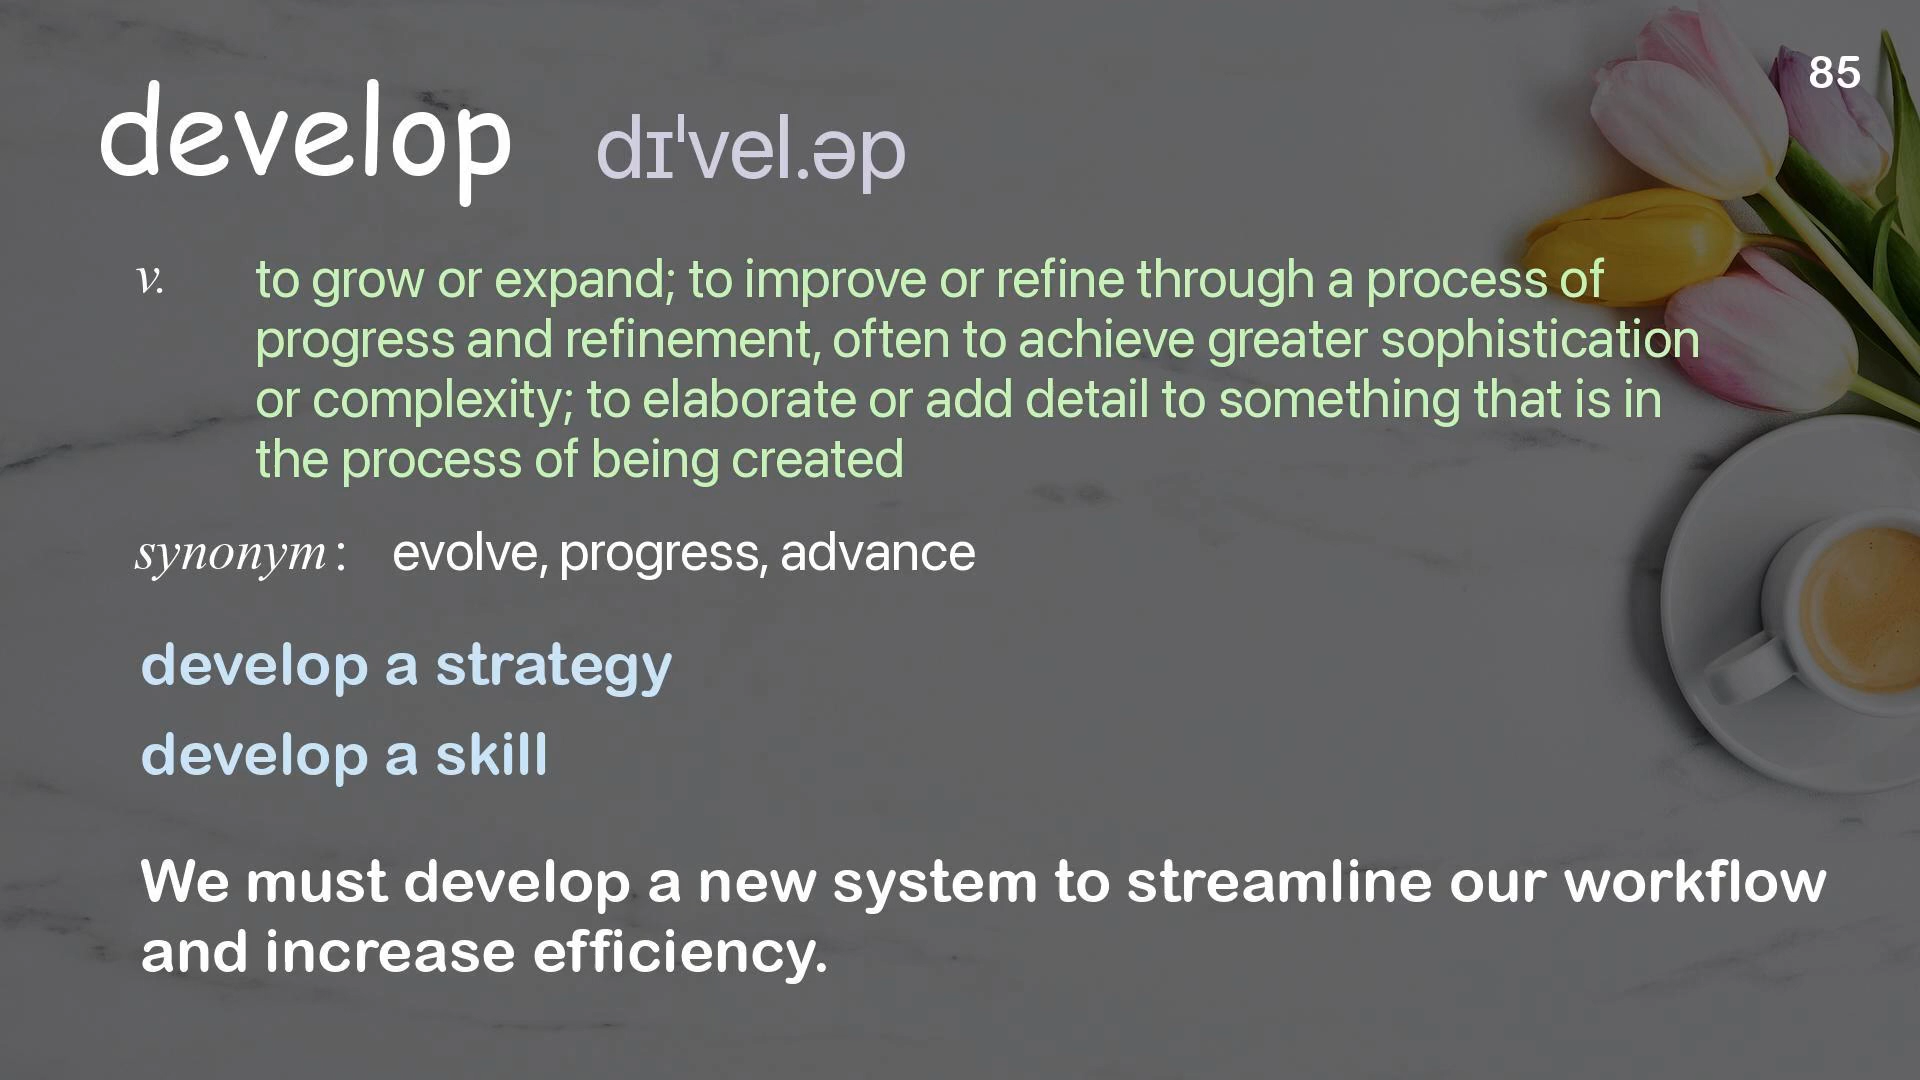 85
develop dɪˈvel.əp
v. to grow or expand; to improve or refine through a process of
progress and refinement, often to achieve greater sophistication
or complexity; to elaborate or add detail to something that is in
the process of being created
synonym: evolve, progress, advance
develop a strategy
develop a skill
We must develop a new system to streamline our workflow
and increase efficiency.